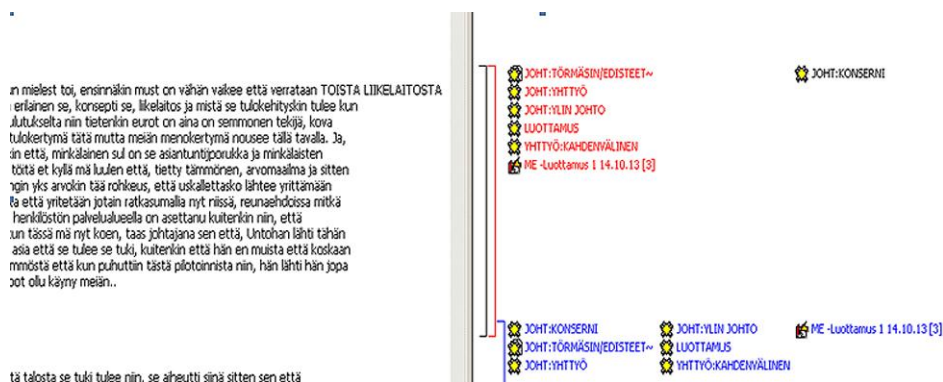 un mielest toi, ensinnäkin must on vähän vaikee että verrataan TOISTA LIIKELAITOSTA
erilainen se, konsepti se, likelaitos ja mistä se tulokehityskin tulee kun
ulutukselta niin tietenkin eurot on aina on semmonen tekijä, kova
tulokertymä tätä mutta meiän menokertymä nousee tällä tavalla. Ja,
kin että, minkälainen sul on se asiantuntijporukka ja minkälaisten
töitä et kyllä mä luulen että, tietty tämmönen, arvomaailma ja sitten
ngin yks arvokin tää rohkeus, että uskallettasko lähtee yrittämään
a että yritetään jotain ratkasumalia nyt niissä, reunaehdoissa mitkä
henkilöstön palvelualueella on asettanu kuitenkin niin, että
kun tässä mä nyt koen, taas johtajana sen että, Untohan lähti tähän
asia että se tulee se tuki, kuitenkin että hän en muista että koskaan
mmöstä että kun puhuttiin tästä pilotoinnista niin, hän lähti hän jopa
oot ollu käyny meiän..
tä talosta se tuki tulee niin, se aiheutti sinä sitten sen että
JOHT:TÖRMÄSIN/EDISTEET~ JOHT:KONSERNI
JOHT:YHTTYÖ
JOHT:YLIN JOHTO
LUOTTAMUS
YHTTYÖ:KAHDENVÄLINEN
ME -Luottamus 1 14.10.13 [3]
JOHT:KONSERNI JOHT:YLIN JOHTO ME -Luottamus 1 14.10.13 [3]
JOHT:TÖRMÄSIN/EDISTEET~ LUOTTAMUS
JOHT:YHTTYÖ YHTTYÖ:KAHDENVÄLINEN